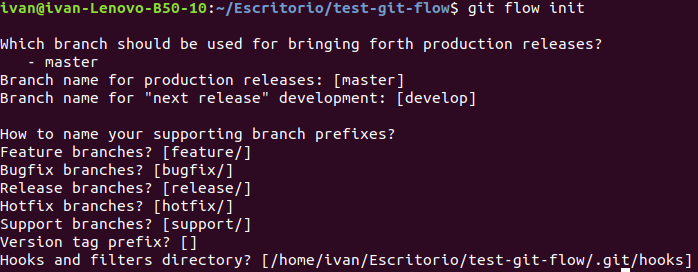 ivan@ivan-Lenovo-B50-10:~/Escritorio/test-git-flow$ git flow init
Which branch should be used for bringing forth production releases?
- master
Branch name for production releases: [master]
Branch name for "next release" development: [develop]
How to name your supporting branch prefixes?
Feature branches? [feature/]
Bugfix branches? [bugfix/]
Release branches? [release/]
Hotfix branches? [hotfix/]
Support branches? [support/]
Version tag prefix? []
Hooks and filters directory? [/home/ivan/Escritorio/test-git-flow/.git/hooks]